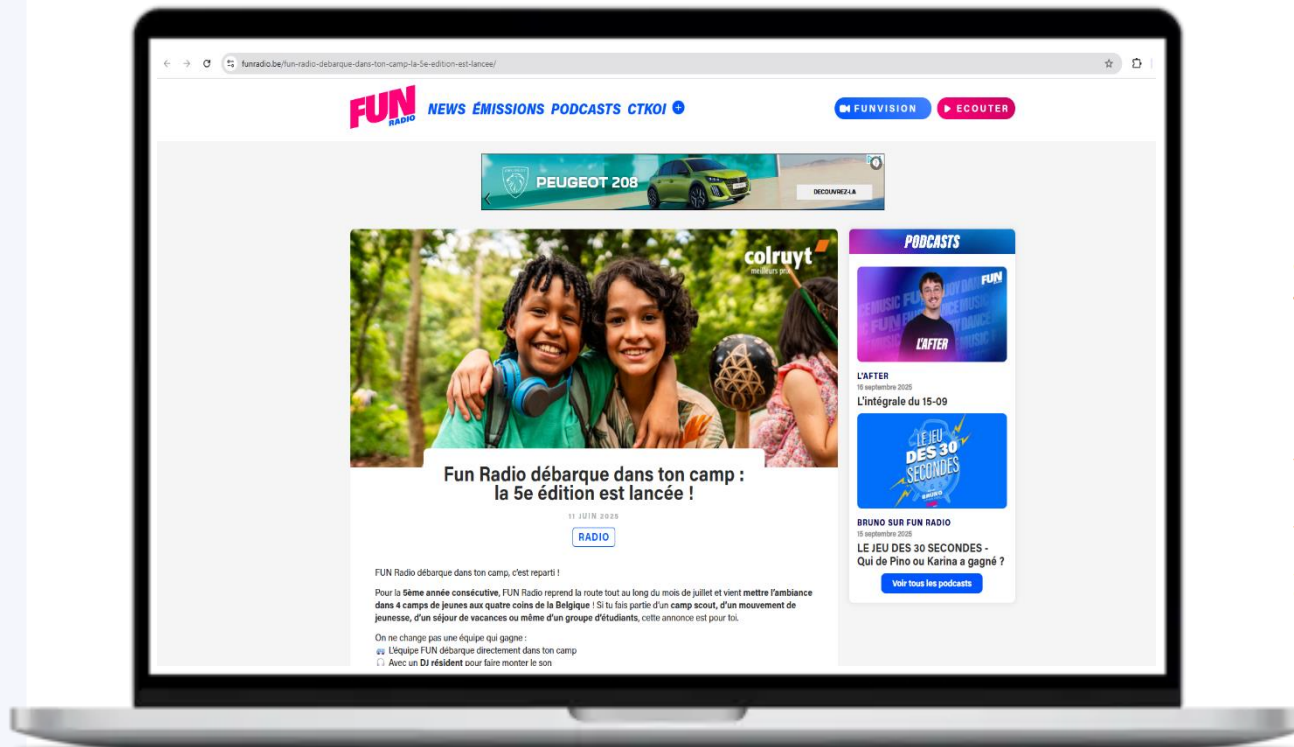 funradio.be/fun-radio-debarque-dans-ton-camp-la-5e-edition-est-lancee/
FUN
RADIO
NEWS ÉMISSIONS PODCASTS CTKOI
FUNVISION
ECOUTER
PEUGEOT 208
DECOUVREZ-LA
colruyt
meilleurs prix
Fun Radio débarque dans ton camp :
la 5e édition est lancée !
11 JUIN 2025
RADIO
FUN Radio débarque dans ton camp, c'est reparti !
Pour la 5ème année consécutive, FUN Radio reprend la route tout au long du mois de juillet et vient mettre l'ambiance
dans 4 camps de jeunes aux quatre coins de la Belgique ! Si tu fais partie d'un camp scout, d'un mouvement de
jeunesse, d'un séjour de vacances ou même d'un groupe d'étudiants, cette annonce est pour toi.
On ne change pas une équipe qui gagne :
L'équipe FUN débarque directement dans ton camp
Avec un DJ résident pour faire monter le son
PODCASTS
FUN
L'AFTER
L'AFTER
16 septembre 2025
L'intégrale du 15-09
LE JEU
DES 30
SECONDES
BRUNO
BRUNO SUR FUN RADIO
15 septembre 2025
LE JEU DES 30 SECONDES -
Qui de Pino ou Karina a gagné ?
Voir tous les podcasts